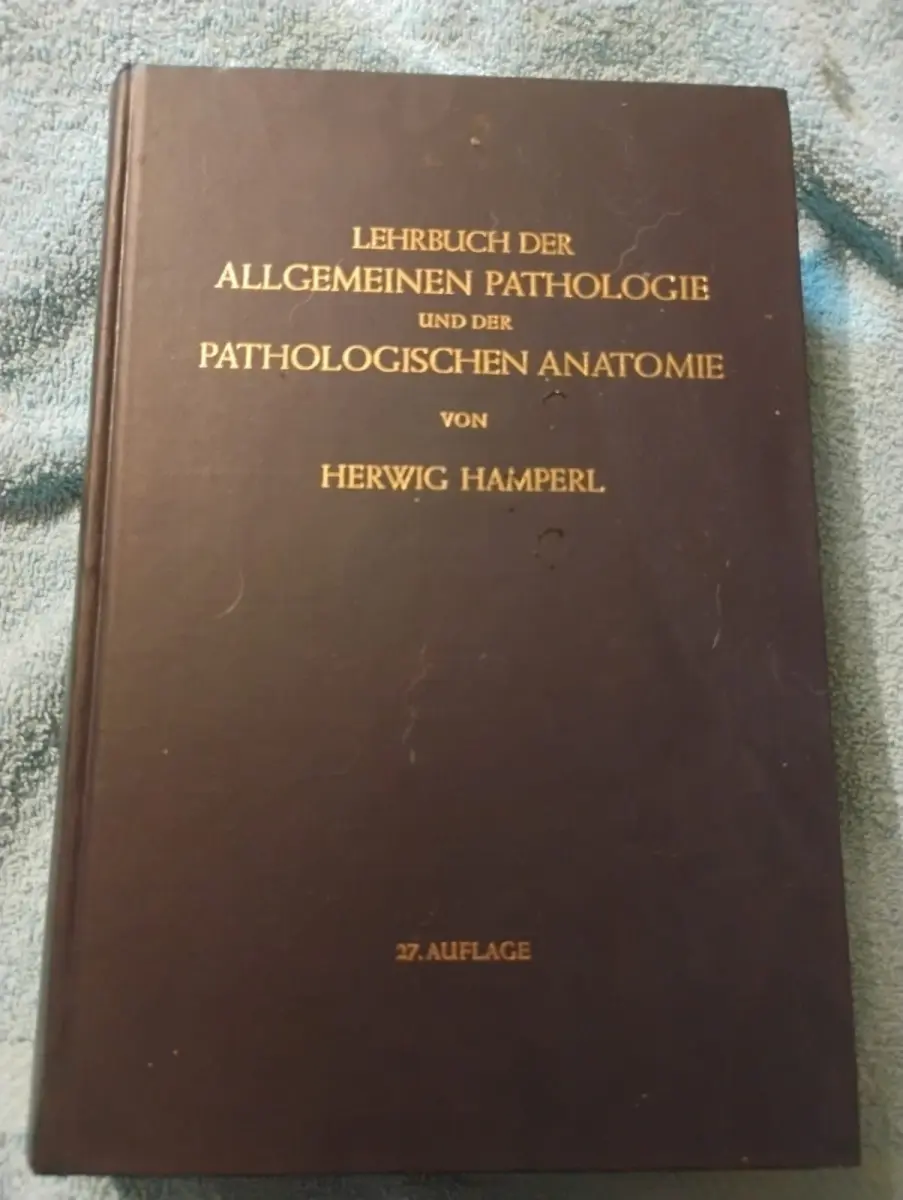 LEHRBUCH DER
ALLGEMEINEN PATHOLOGIE
UND DER
PATHOLOGISCHEN ANATOMIE
VON
HERWIG HAMPERL
27. AUFLAGE